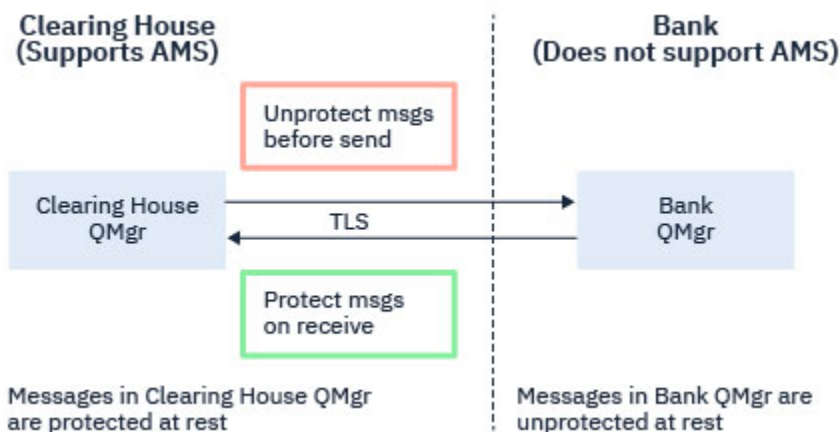 Clearing House
(Supports AMS)
Bank
(Does not support AMS)
Unprotect msgs
before send
Clearing House
QMgr
TLS
Bank
QMgr
Protect msgs
on receive
Messages in Clearing House QMgr
are protected at rest
Messages in Bank QMgr are
unprotected at rest